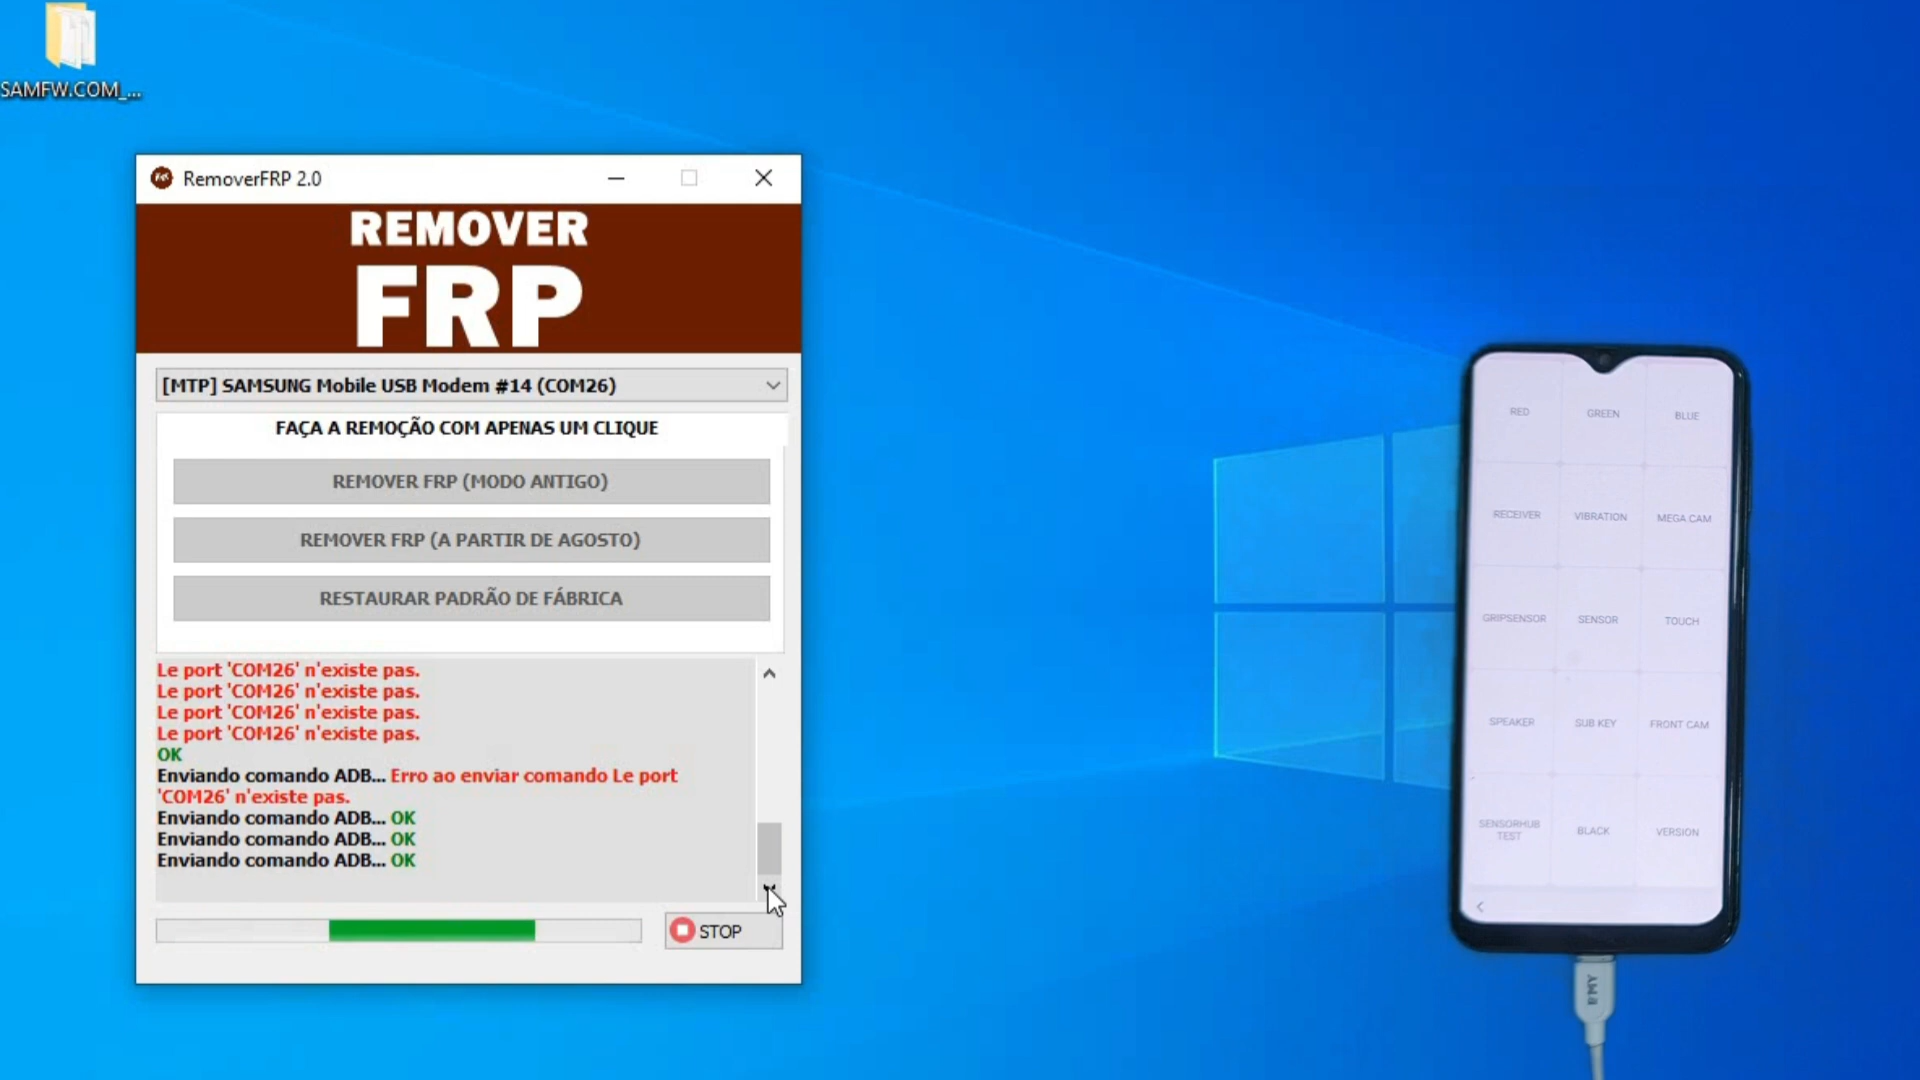 SAMFW.COM_...
RemoverFRP 2.0
REMOVER
FRP
[MTP] SAMSUNG Mobile USB Modem #14 (COM26)
FAÇA A REMOÇÃO COM APENAS UM CLIQUE
REMOVER FRP (MODO ANTIGO)
REMOVER FRP (A PARTIR DE AGOSTO)
RESTAURAR PADRÃO DE FÁBRICA
Le port 'COM26' n'existe pas.
Le port 'COM26' n'existe pas.
Le port 'COM26' n'existe pas.
Le port 'COM26' n'existe pas.
OK
Enviando comando ADB... Erro ao enviar comando Le port
'COM26' n'existe pas.
Enviando comando ADB... OK
Enviando comando ADB... OK
Enviando comando ADB... OK
STOP
RED GREEN BLUE
RECEIVER VIBRATION MEGA CAM
GRIPSENSOR SENSOR TOUCH
SPEAKER SUB KEY FRONT CAM
SENSORHUB
TEST BLACK VERSION